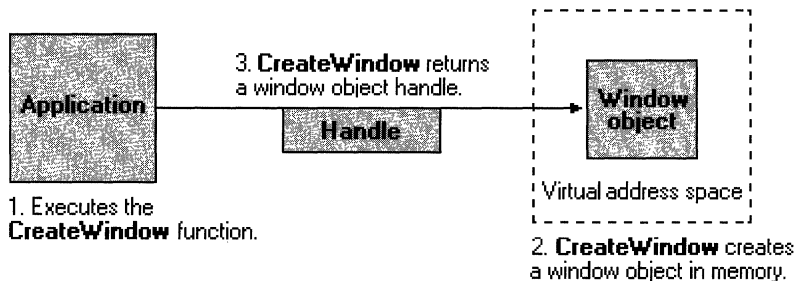 Application
1. Executes the
CreateWindow function.
3. CreateWindow returns
a window object handle.
Handle
Window
object
Virtual address space
2. CreateWindow creates
a window object in memory.